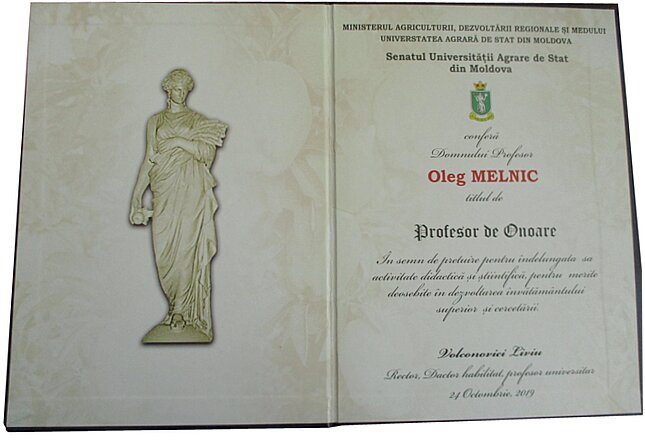 MINISTERUL AGRICULTURII, DEZVOLTĂRII REGIONALE ȘI MEDULUI
UNIVERSTATEA AGRARĂ DE STAT DIN MOLDOVA
Senatul Universității Agrare de Stat
din Moldova
conferă
Domnului Profesor
Oleg MELNIC
titlul de
Profesor de Onoare
În semn de prețuire pentru îndelungata sa
activitate didactică și științifică, pentru merite
deosebite în dezvoltarea învățământului
superior și cercetării.
Volconovici Liviu
Rector, Doctor habilitat, profesor universitar
24 Octombrie, 2019